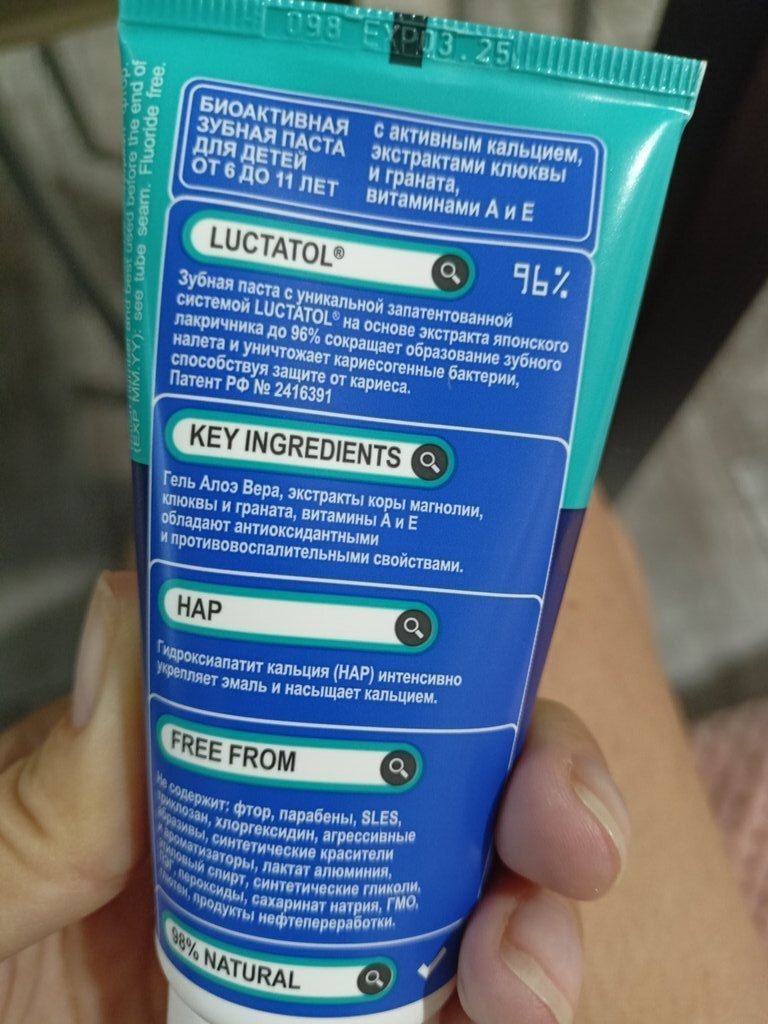 098 EXP03.25
before the end of
(EXP MM.YY): see tube seam. Fluoride free.
БИОАКТИВНАЯ
ЗУБНАЯ ПАСТА
ДЛЯ ДЕТЕЙ
ОТ 6 ДО 11 ЛЕТ
с активным кальцием,
экстрактами клюквы
и граната,
витаминами А и Е
LUCTATOL®
96%
Зубная паста с уникальной запатентованной
системой LUCTATOL® на основе экстракта японского
лакричника до 96% сокращает образование зубного
налета и уничтожает кариесогенные бактерии,
способствуя защите от кариеса.
Патент РФ № 2416391
KEY INGREDIENTS
Гель Алоэ Вера, экстракты коры магнолии,
клюквы и граната, витамины А и Е
обладают антиоксидантными
и противовоспалительными свойствами.
HAP
Гидроксиапатит кальция (HAP) интенсивно
укрепляет эмаль и насыщает кальцием.
FREE FROM
Не содержит: фтор, парабены, SLES,
триклозан, хлоргексидин, агрессивные
абразивы, синтетические красители
и ароматизаторы, лактат алюминия,
этиловый спирт, синтетические гликоли,
пероксиды, сахаринат натрия, ГМО,
глютен, продукты нефтепереработки.
98% NATURAL